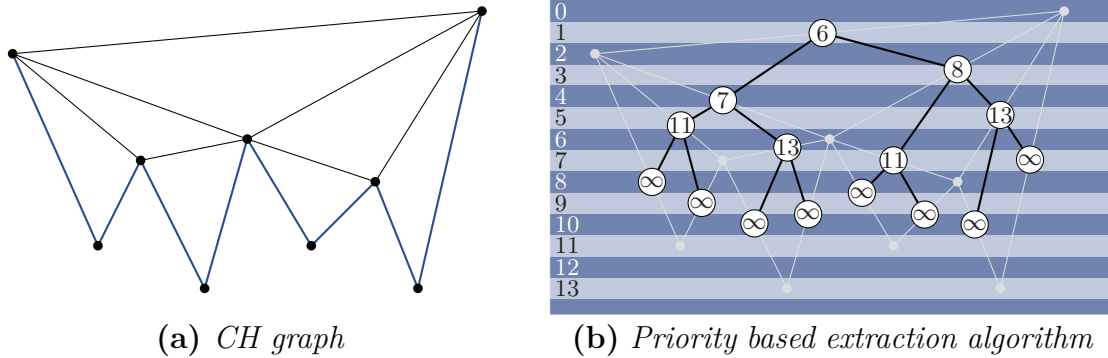 0
1 6
2
3 8
4 7
5 11 13
6 13
7 11 ∞
8 ∞ ∞
9 ∞ ∞ ∞
10 ∞ ∞
11
12
13
(a) CH graph
(b) Priority based extraction algorithm